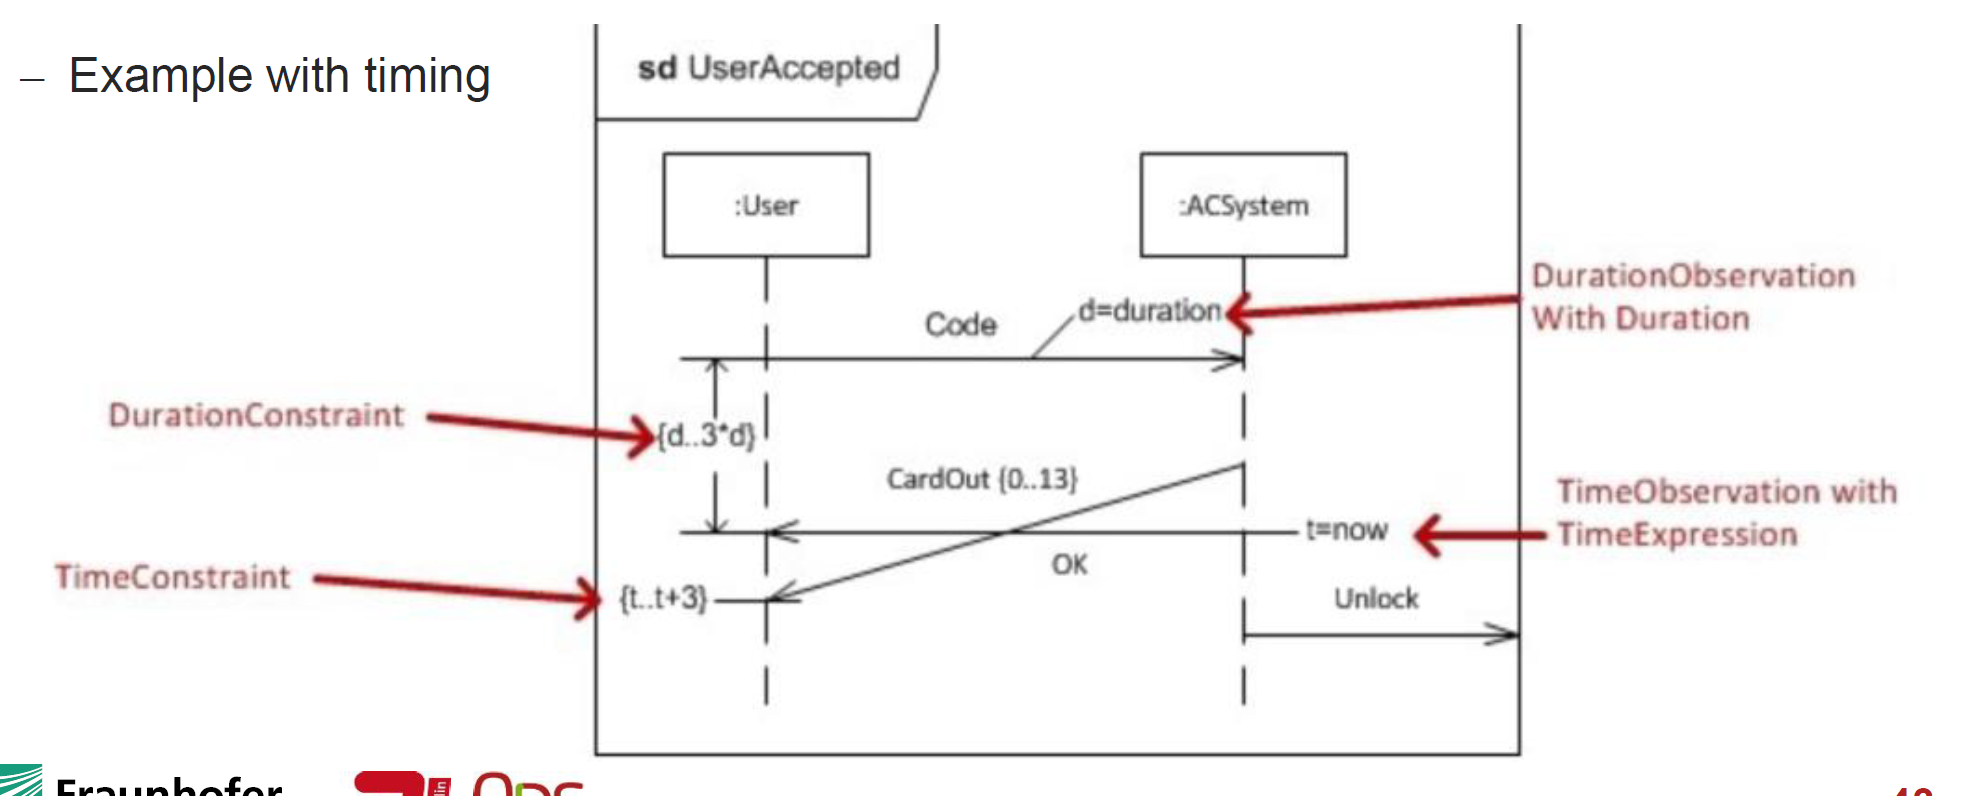 – Example with timing
sd UserAccepted
:User
:ACSystem
DurationObservation
With Duration
d=duration
Code
DurationConstraint
{d..3*d}
CardOut {0..13}
TimeObservation with
TimeExpression
t=now
OK
TimeConstraint
{t..t+3}
Unlock
Fraunhofer